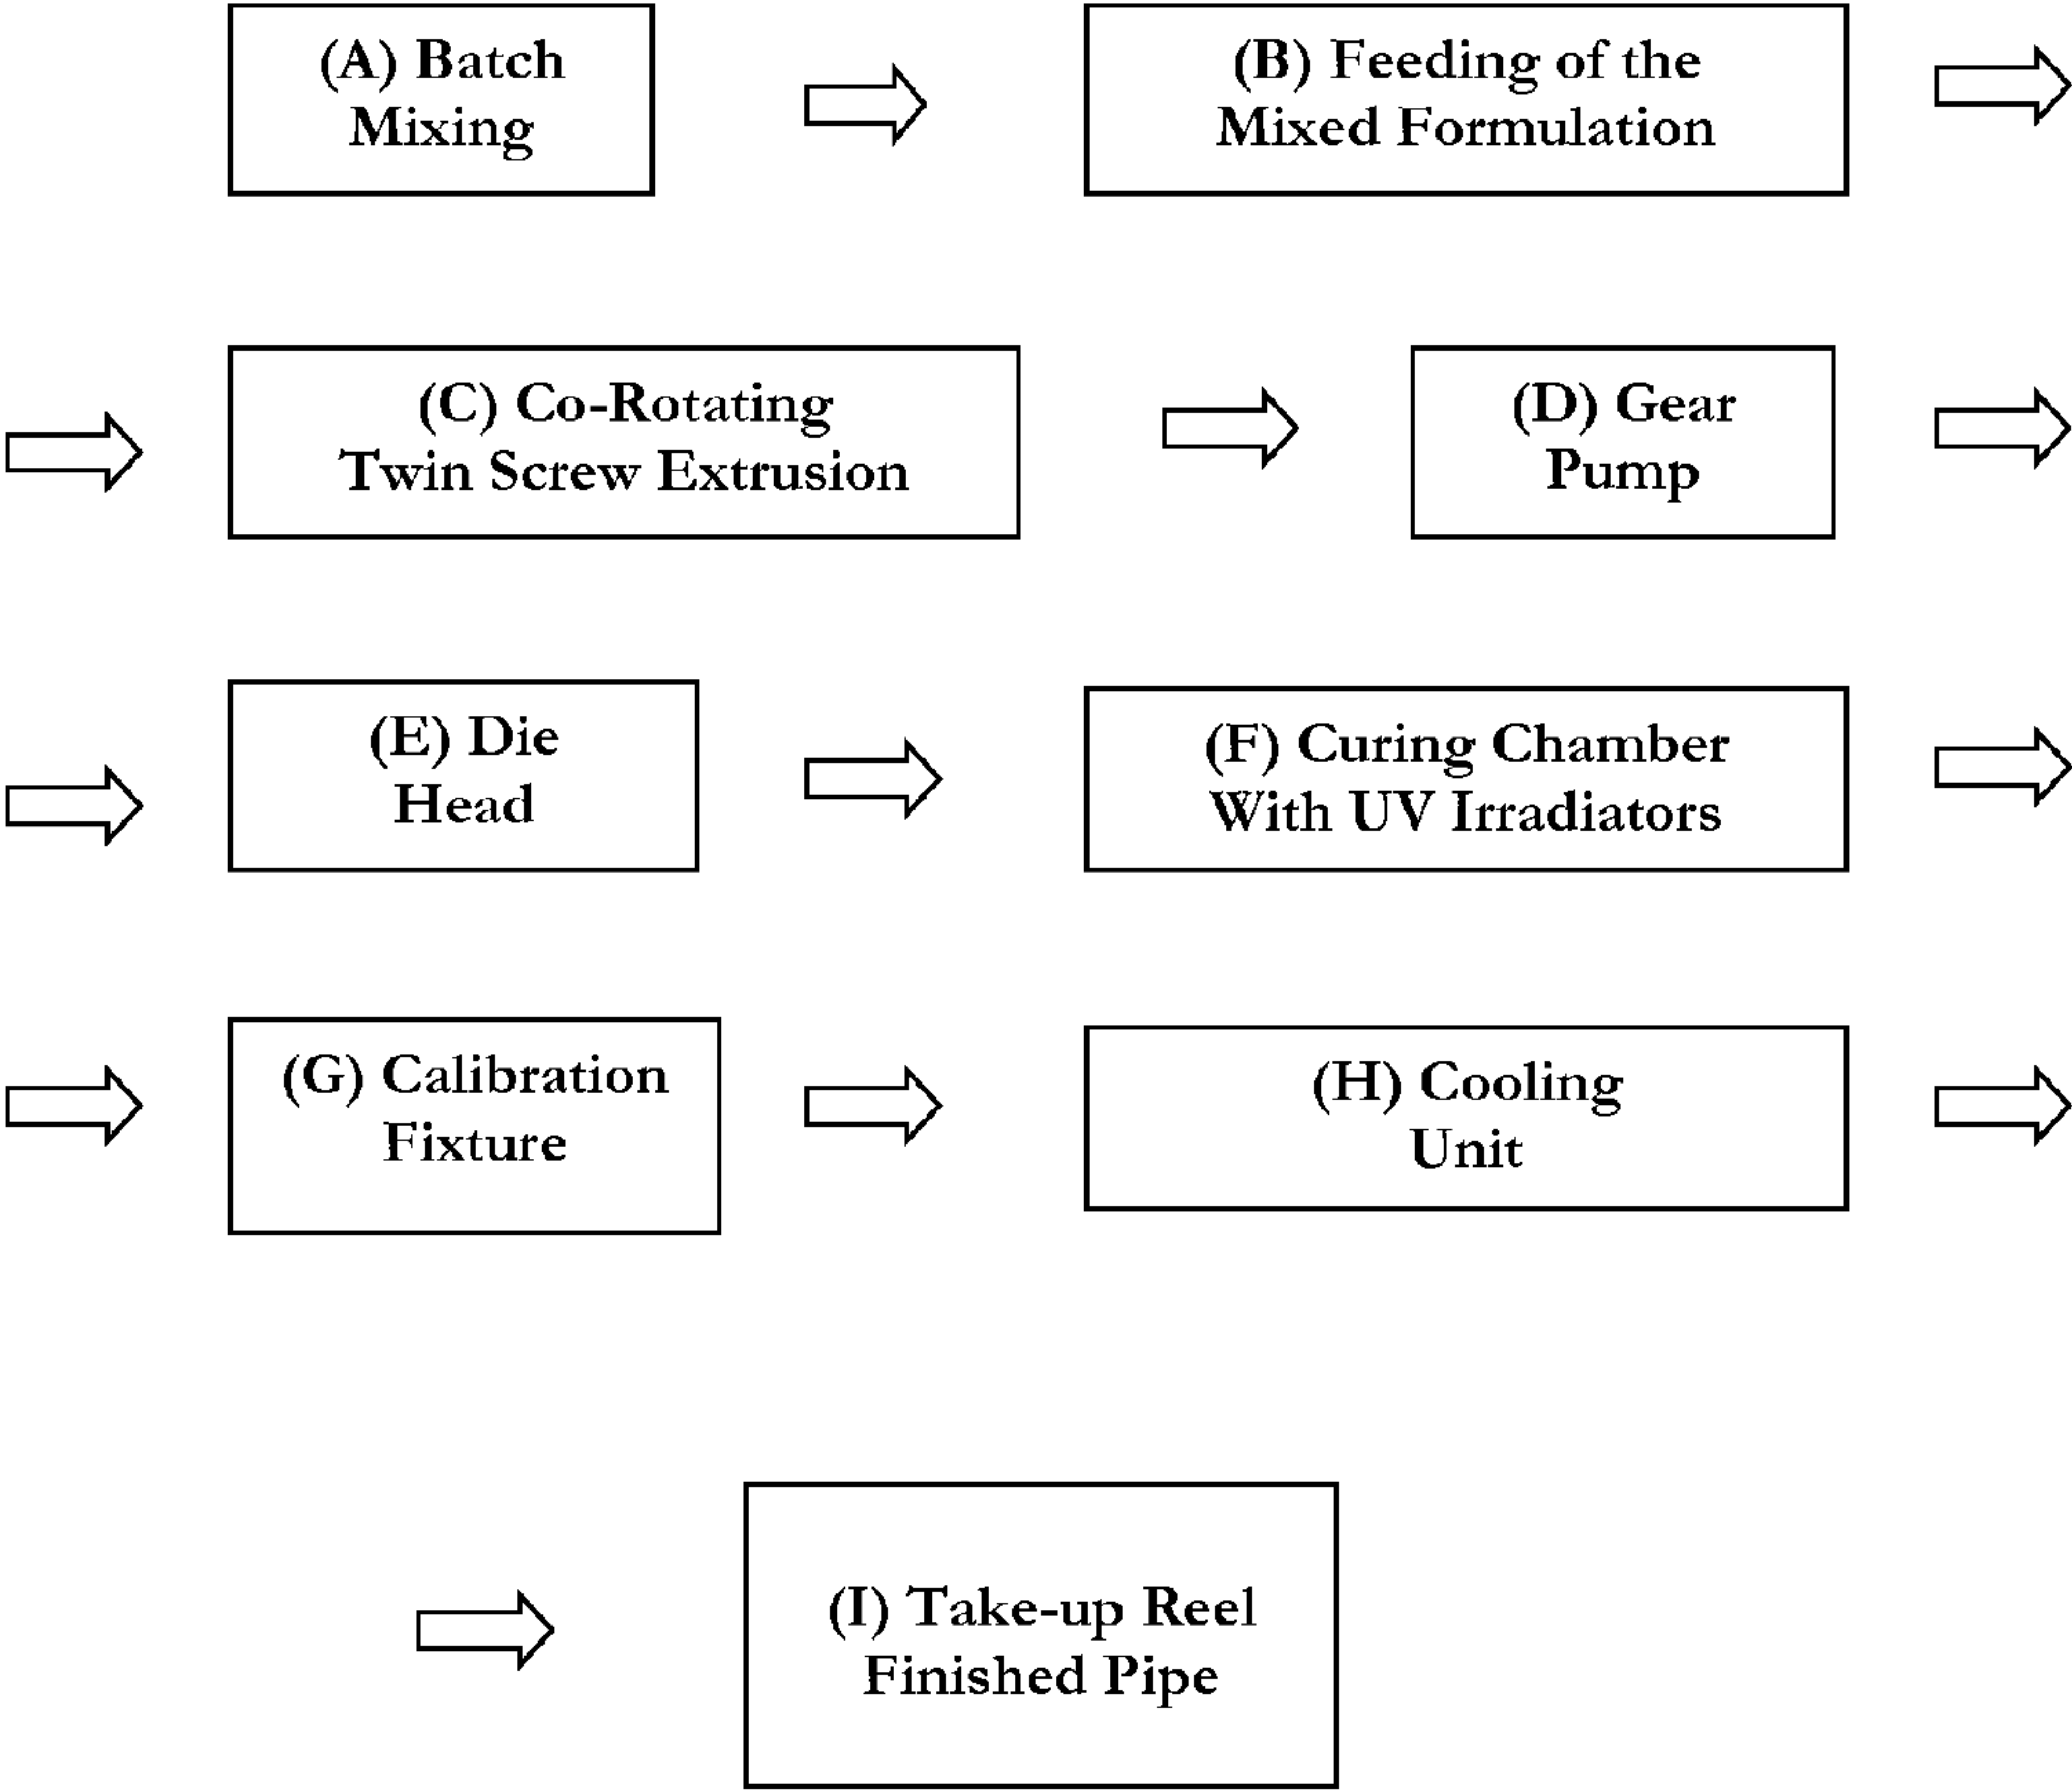 (A) Batch
Mixing
(B) Feeding of the
Mixed Formulation
(C) Co-Rotating
Twin Screw Extrusion
(D) Gear
Pump
(E) Die
Head
(F) Curing Chamber
With UV Irradiators
(G) Calibration
Fixture
(H) Cooling
Unit
(I) Take-up Reel
Finished Pipe